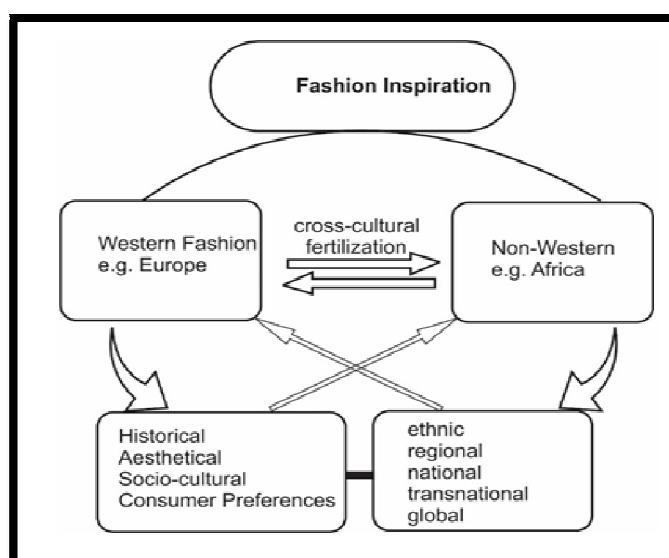 Fashion Inspiration
Western Fashion
e.g. Europe
cross-cultural
fertilization
Non-Western
e.g. Africa
Historical
Aesthetical
Socio-cultural
Consumer Preferences
ethnic
regional
national
transnational
global